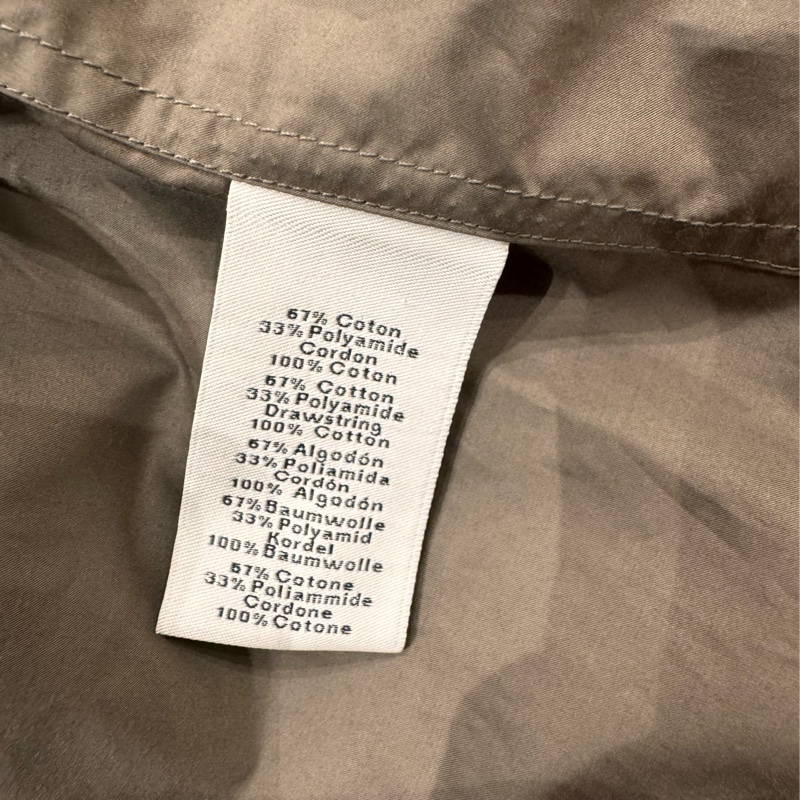 67% Coton
33% Polyamide
Cordon
100% Coton
67% Cotton
33% Polyamide
Drawstring
100% Cotton
67% Algodón
33% Poliamida
Cordón
100% Algodón
67% Baumwolle
33% Polyamid
Kordel
100% Baumwolle
67% Cotone
33% Poliammide
Cordone
100% Cotone